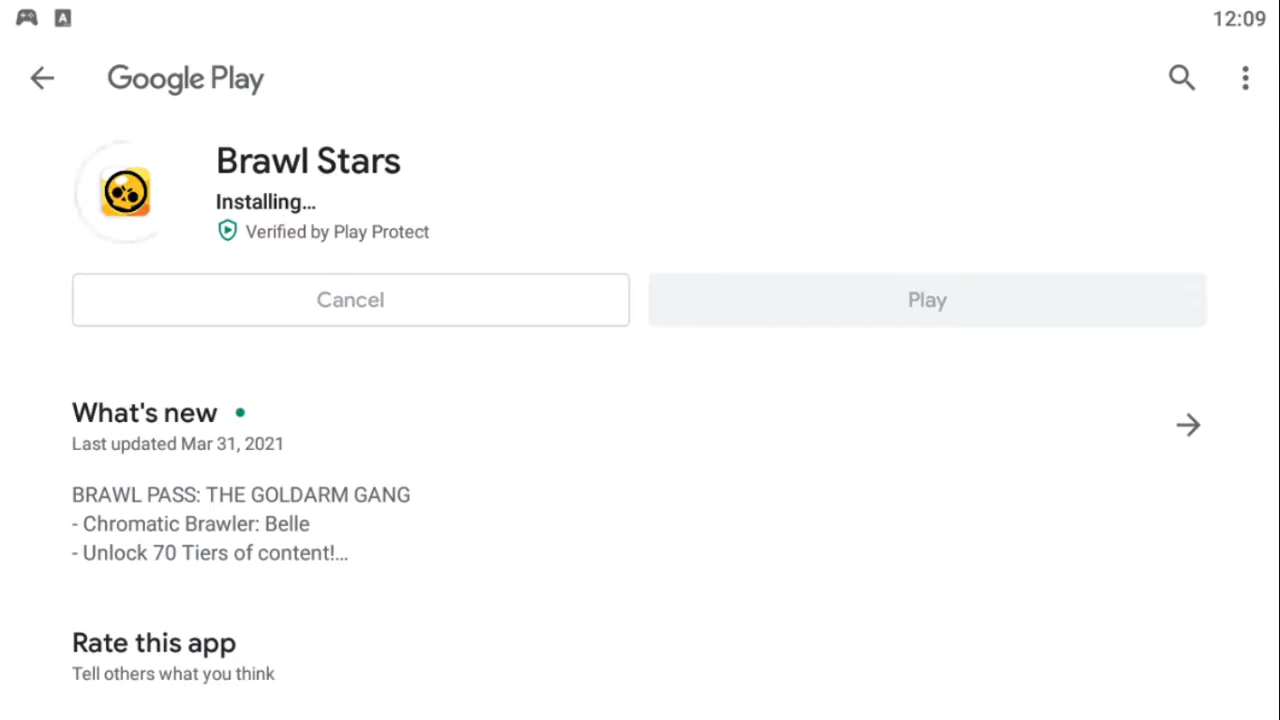 A
12:09
Google Play
Brawl Stars
Installing...
Verified by Play Protect
Cancel
Play
What's new
Last updated Mar 31, 2021
BRAWL PASS: THE GOLDARM GANG
- Chromatic Brawler: Belle
- Unlock 70 Tiers of content!...
Rate this app
Tell others what you think